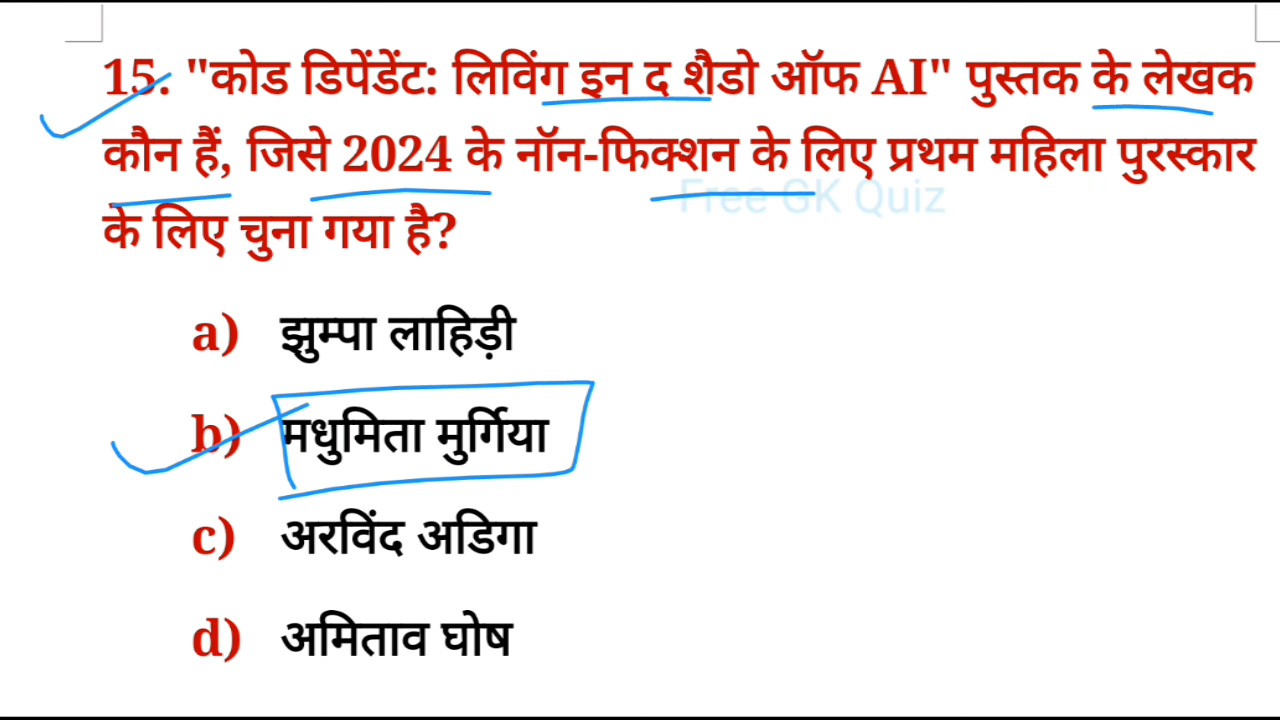 15. "कोड डिपेंडेंट: लिविंग इन द शैडो ऑफ AI" पुस्तक के लेखक
कौन हैं, जिसे 2024 के नॉन-फिक्शन के लिए प्रथम महिला पुरस्कार
Free GK Quiz
के लिए चुना गया है?
a) झुम्पा लाहिड़ी
b) मधुमिता मुर्गिया
c) अरविंद अडिगा
d) अमिताव घोष